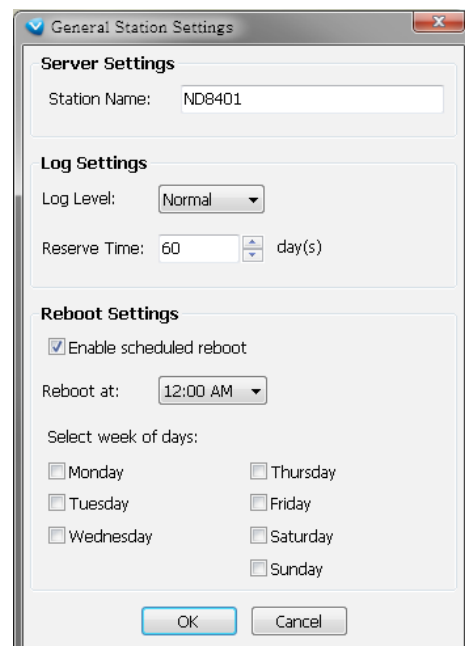 General Station Settings
Server Settings
Station Name: ND8401
Log Settings
Log Level: Normal
Reserve Time: 60 day(s)
Reboot Settings
Enable scheduled reboot
Reboot at: 12:00 AM
Select week of days:
Monday Thursday
Tuesday Friday
Wednesday Saturday
Sunday
OK Cancel